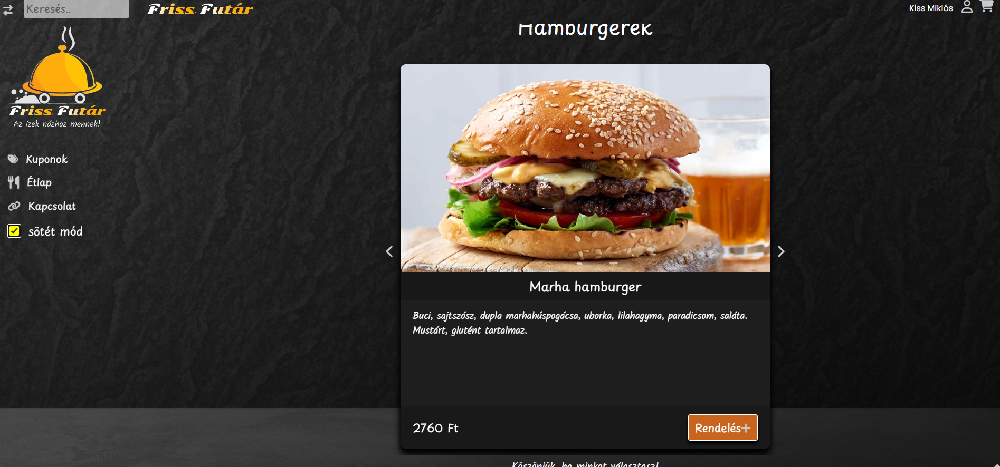 Keresés..
Friss Futár
Kiss Miklós
Hamburgerek
Friss Futár
Az ízek házhoz mennek!
Kuponok
Étlap
Kapcsolat
sötét mód
Marha hamburger
Buci, sajtszósz, dupla marhahúspogácsa, uborka, lilahagyma, paradicsom, saláta.
Mustárt, glutént tartalmaz.
2760 Ft
Rendelés+
Köszönjük, ha minket választasz!